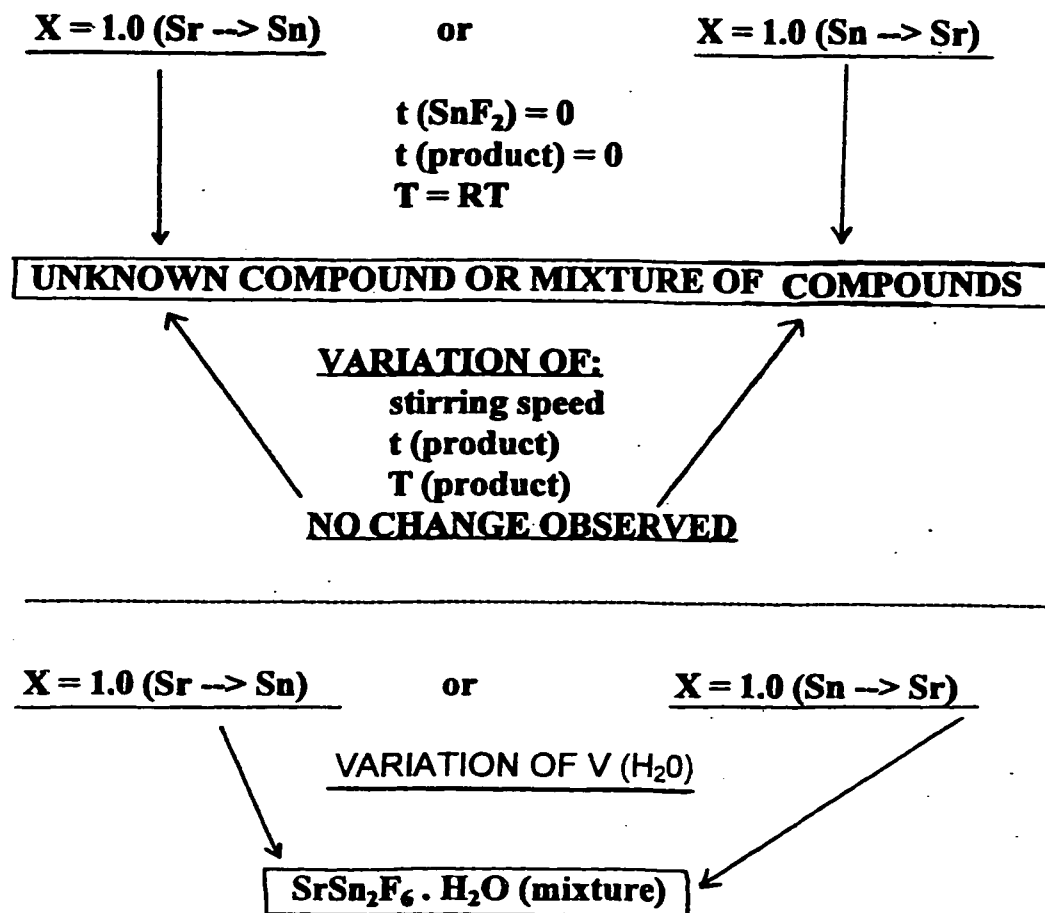 X = 1.0 (Sr --> Sn) or X = 1.0 (Sn --> Sr)
t (SnF₂) = 0
t (product) = 0
T = RT
UNKNOWN COMPOUND OR MIXTURE OF COMPOUNDS
VARIATION OF:
stirring speed
t (product)
T (product)
NO CHANGE OBSERVED
X = 1.0 (Sr --> Sn) or X = 1.0 (Sn --> Sr)
VARIATION OF V (H₂0)
SrSn₂F₆ . H₂O (mixture)